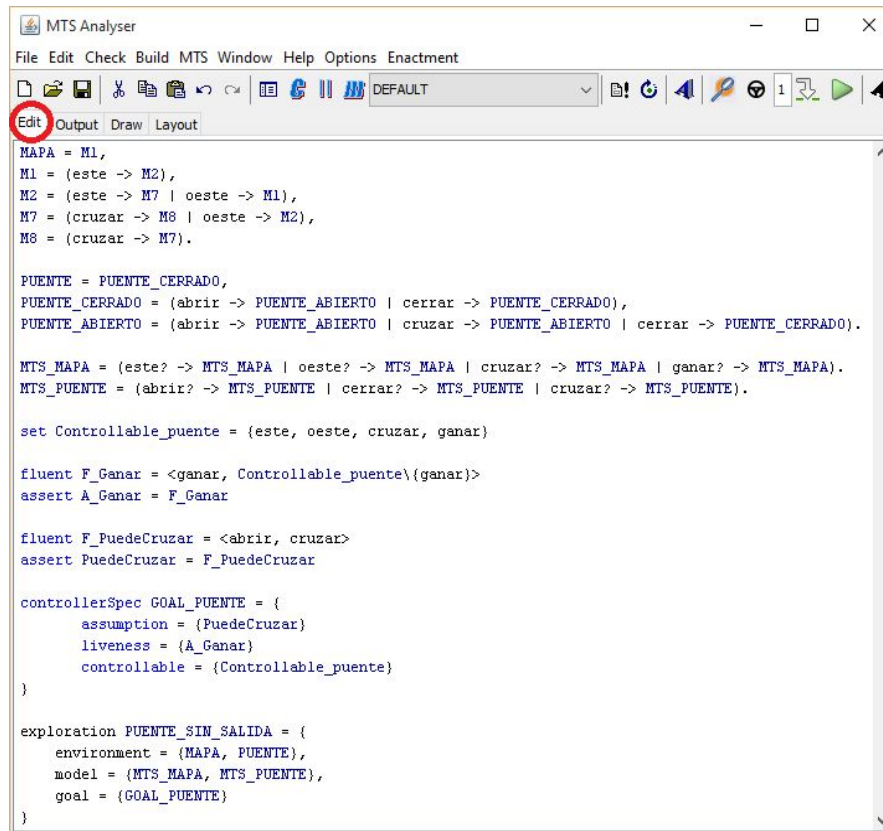 MTS Analyser
File Edit Check Build MTS Window Help Options Enactment
DEFAULT
1
Edit Output Draw Layout
MAPA = M1,
M1 = (este -> M2),
M2 = (este -> M7 | oeste -> M1),
M7 = (cruzar -> M8 | oeste -> M2),
M8 = (cruzar -> M7).
PUENTE = PUENTE_CERRADO,
PUENTE_CERRADO = (abrir -> PUENTE_ABIERTO | cerrar -> PUENTE_CERRADO),
PUENTE_ABIERTO = (abrir -> PUENTE_ABIERTO | cruzar -> PUENTE_ABIERTO | cerrar -> PUENTE_CERRADO).
MTS_MAPA = (este? -> MTS_MAPA | oeste? -> MTS_MAPA | cruzar? -> MTS_MAPA | ganar? -> MTS_MAPA).
MTS_PUENTE = (abrir? -> MTS_PUENTE | cerrar? -> MTS_PUENTE | cruzar? -> MTS_PUENTE).
set Controllable_puente = {este, oeste, cruzar, ganar}
fluent F_Ganar = <ganar, Controllable_puente\{ganar}>
assert A_Ganar = F_Ganar
fluent F_PuedeCruzar = <abrir, cruzar>
assert PuedeCruzar = F_PuedeCruzar
controllerSpec GOAL_PUENTE = {
assumption = {PuedeCruzar}
liveness = {A_Ganar}
controllable = {Controllable_puente}
}
exploration PUENTE_SIN_SALIDA = {
environment = {MAPA, PUENTE},
model = {MTS_MAPA, MTS_PUENTE},
goal = {GOAL_PUENTE}
}